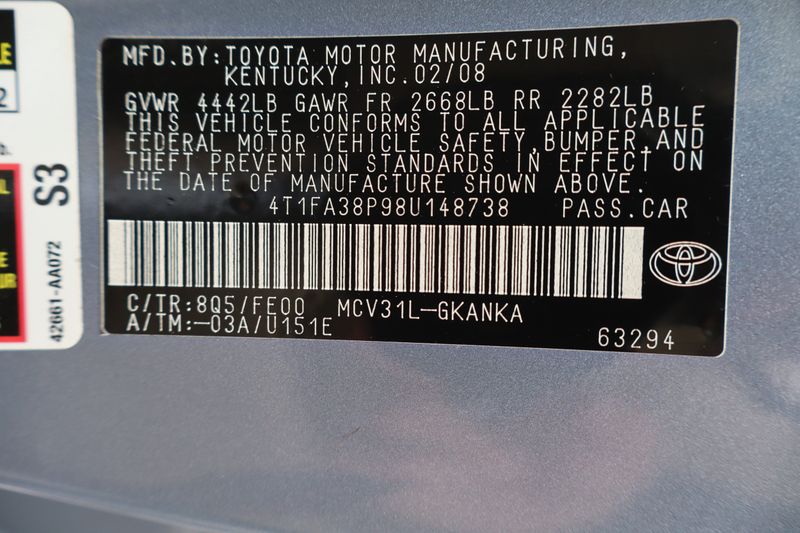 MFD.BY:TOYOTA MOTOR MANUFACTURING,
KENTUCKY,INC.02/08
GVWR 4442LB GAWR FR 2668LB RR 2282LB
THIS VEHICLE CONFORMS TO ALL APPLICABLE
FEDERAL MOTOR VEHICLE SAFETY,BUMPER,AND
THEFT PREVENTION STANDARDS IN EFFECT ON
THE DATE OF MANUFACTURE SHOWN ABOVE.
4T1FA38P98U148738 PASS.CAR
C/TR:8Q5/FE00 MCV31L-GKANKA
A/TM:-03A/U151E
63294
S3
42661-AA072